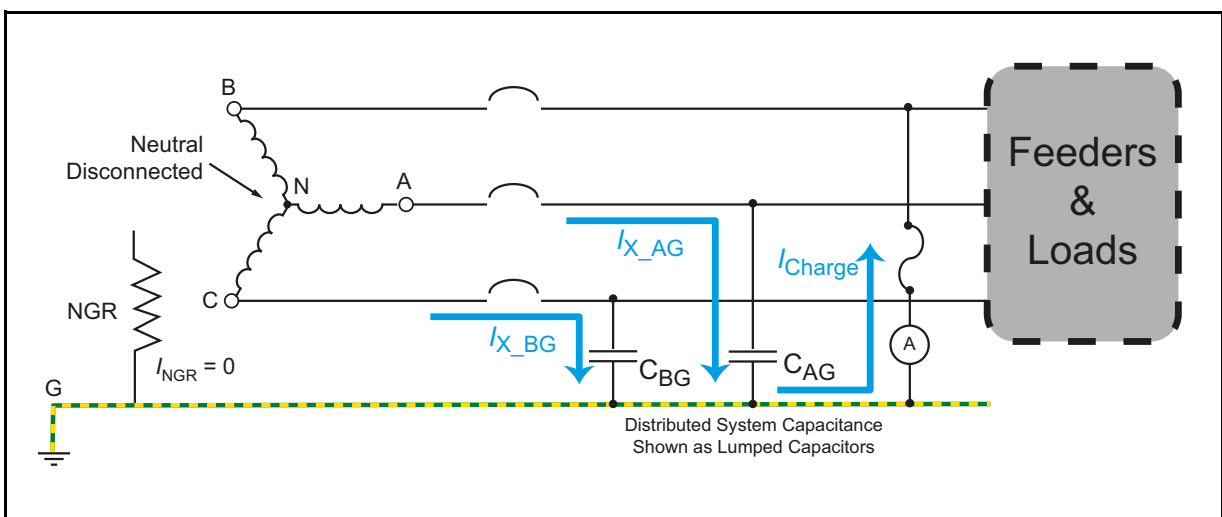 B
Neutral
Disconnected
N
A
Feeders
&
Loads
I_X_AG
I_Charge
C
NGR
I_X_BG
A
I_NGR = 0
C_BG
C_AG
G
Distributed System Capacitance
Shown as Lumped Capacitors